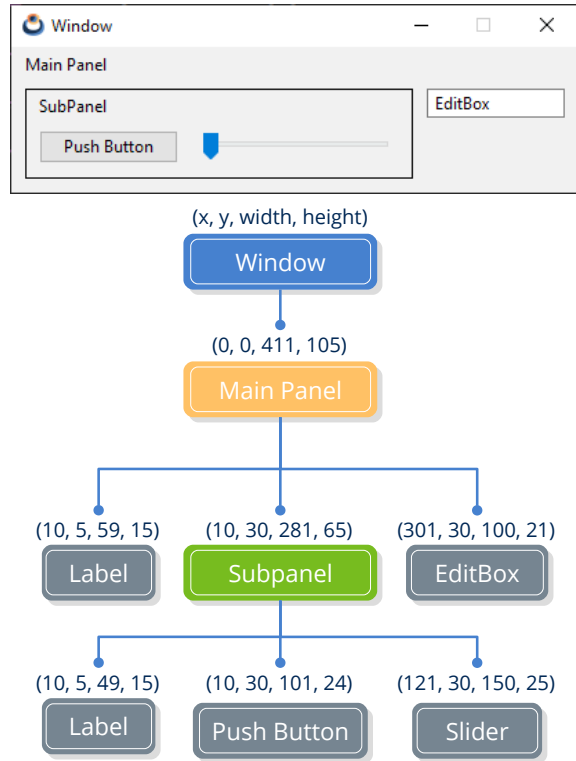 Window
Main Panel
SubPanel
EditBox
Push Button
(x, y, width, height)
Window
(0, 0, 411, 105)
Main Panel
(10, 5, 59, 15) (10, 30, 281, 65) (301, 30, 100, 21)
Label Subpanel EditBox
(10, 5, 49, 15) (10, 30, 101, 24) (121, 30, 150, 25)
Label Push Button Slider